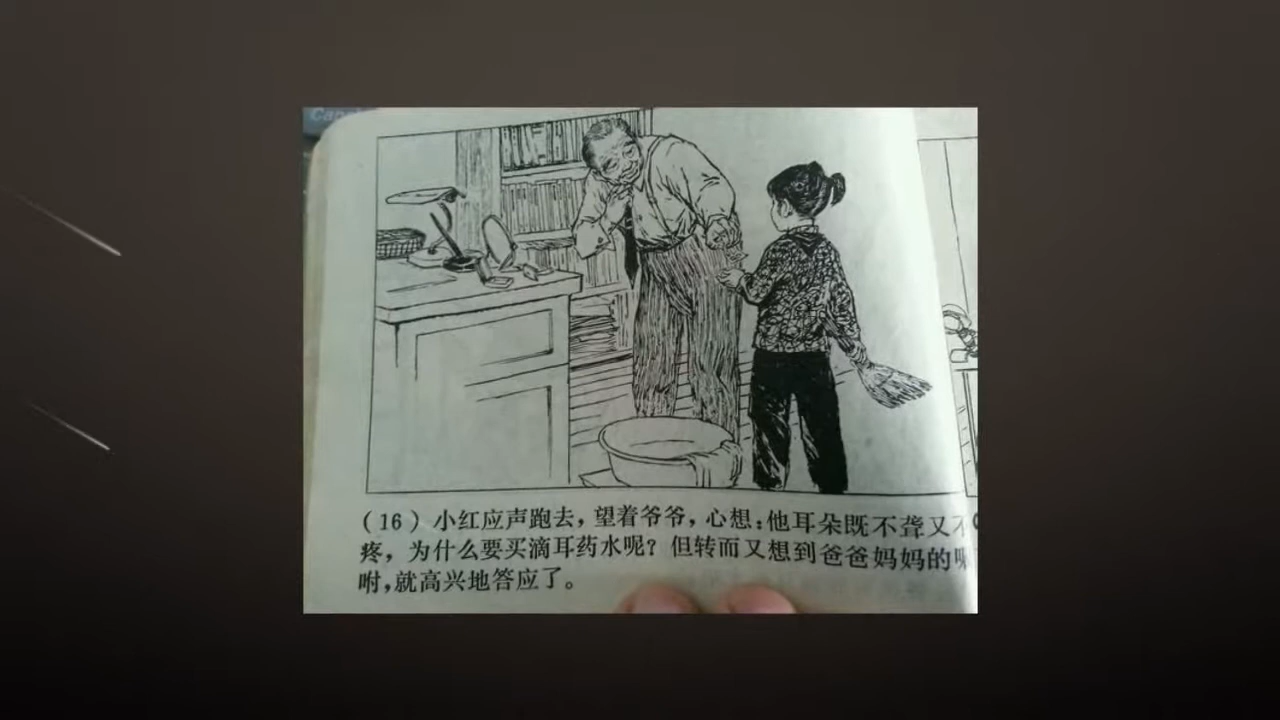 (16) 小红应声跑去，望着爷爷，心想：他耳朵既不聋又不
疼，为什么要买滴耳药水呢？但转而又想到爸爸妈妈的嘱
咐，就高兴地答应了。